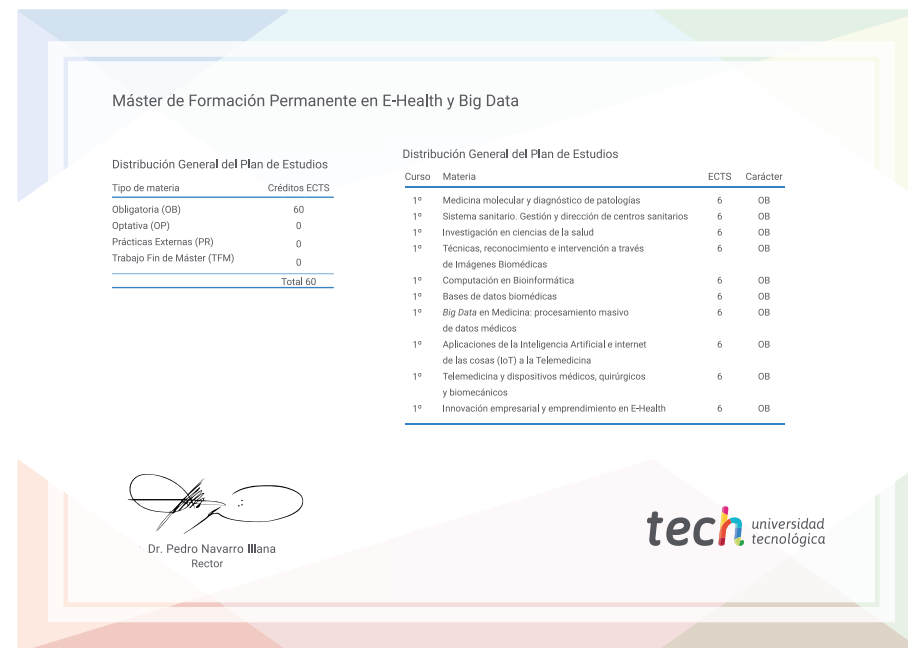 Máster de Formación Permanente en E-Health y Big Data
Distribución General del Plan de Estudios
Tipo de materia Créditos ECTS
Obligatoria (OB) 60
Optativa (OP) 0
Prácticas Externas (PR) 0
Trabajo Fin de Máster (TFM) 0
Total 60
Distribución General del Plan de Estudios
Curso Materia ECTS Carácter
1º Medicina molecular y diagnóstico de patologías 6 OB
1º Sistema sanitario. Gestión y dirección de centros sanitarios 6 OB
1º Investigación en ciencias de la salud 6 OB
1º Técnicas, reconocimiento e intervención a través 6 OB
de Imágenes Biomédicas
1º Computación en Bioinformática 6 OB
1º Bases de datos biomédicas 6 OB
1º Big Data en Medicina: procesamiento masivo 6 OB
de datos médicos
1º Aplicaciones de la Inteligencia Artificial e internet 6 OB
de las cosas (IoT) a la Telemedicina
1º Telemedicina y dispositivos médicos, quirúrgicos 6 OB
y biomecánicos
1º Innovación empresarial y emprendimiento en E-Health 6 OB
Dr. Pedro Navarro Illana
Rector
tech universidad
tecnológica